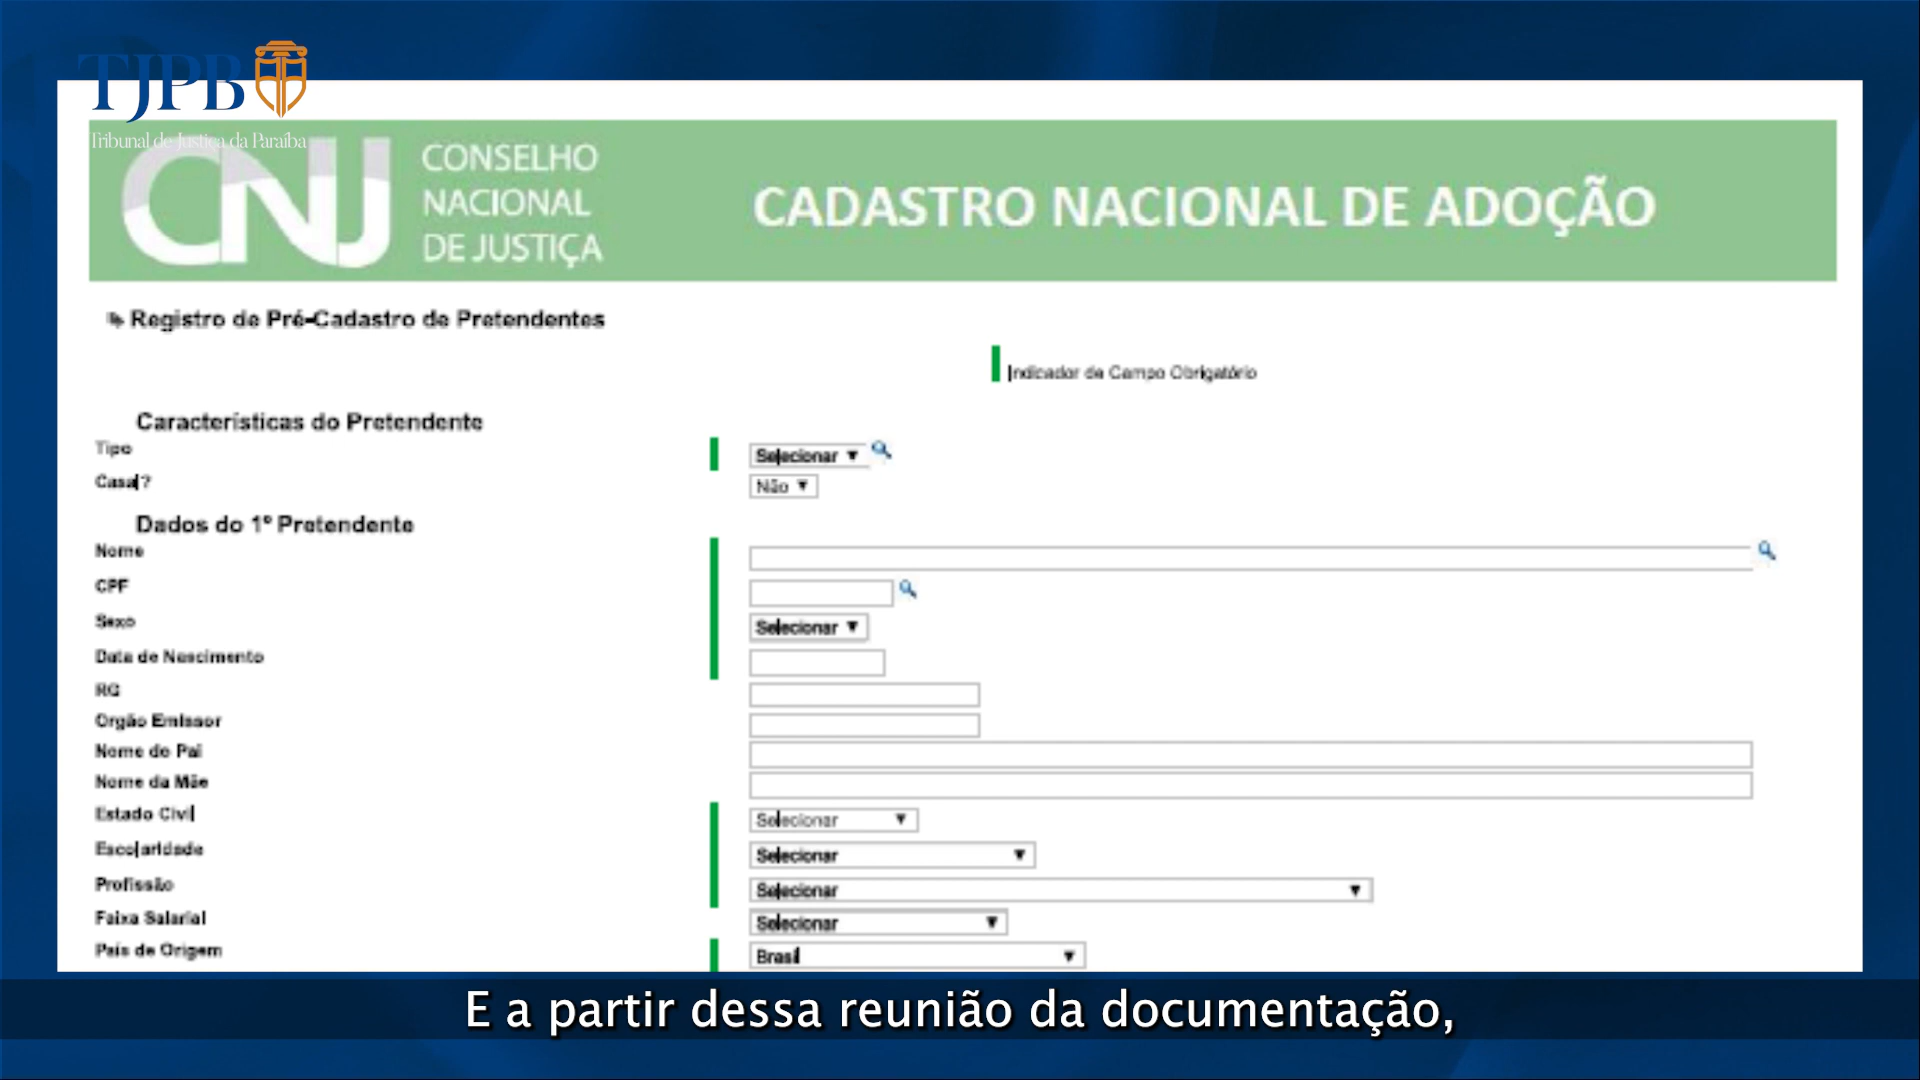 TJPB
Tribunal de Justiça da Paraíba
CNJ
CONSELHO
NACIONAL
DE JUSTIÇA
CADASTRO NACIONAL DE ADOÇÃO
Registro de Pré-Cadastro de Pretendentes
Indicador de Campo Obrigatório
Características do Pretendente
Tipo Selecionar
Casal? Não
Dados do 1º Pretendente
Nome
CPF
Sexo Selecionar
Data de Nascimento
RG
Orgão Emissor
Nome do Pai
Nome da Mãe
Estado Civil Selecionar
Escolaridade Selecionar
Profissão Selecionar
Faixa Salarial Selecionar
País de Origem Brasil
E a partir dessa reunião da documentação,